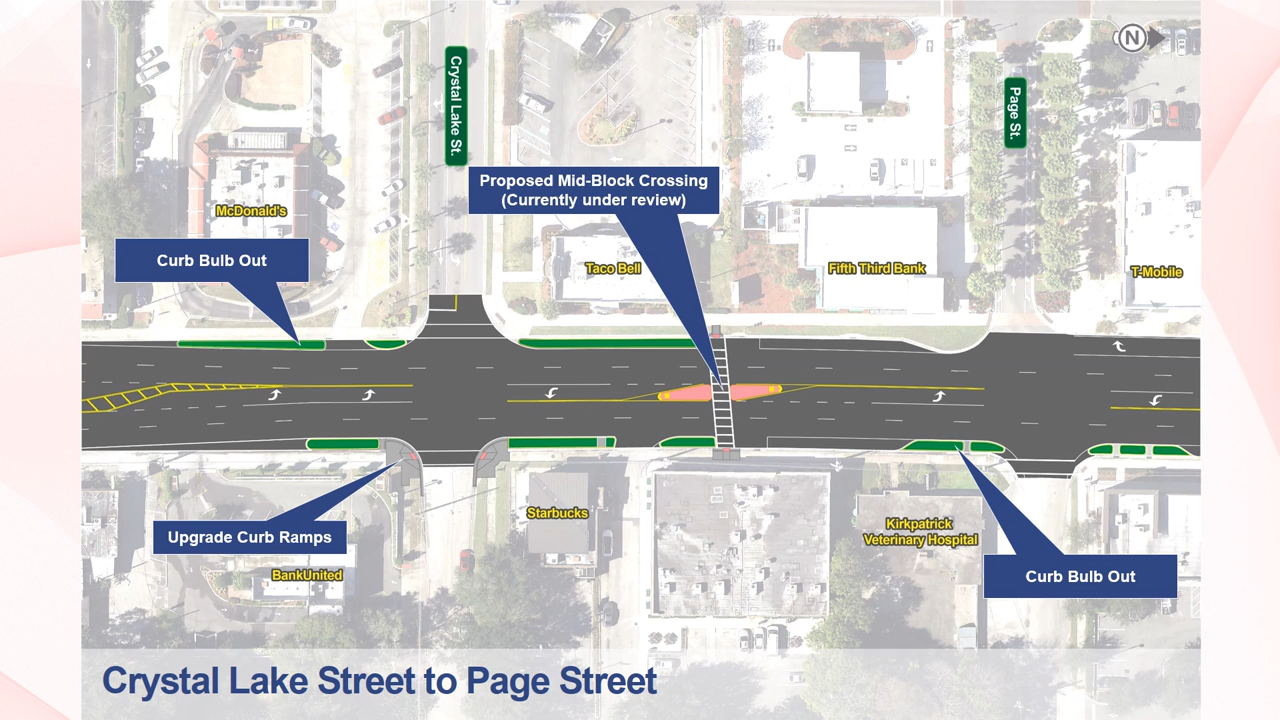 N
Crystal Lake St.
Page St.
Proposed Mid-Block Crossing
(Currently under review)
McDonald's
Curb Bulb Out
Taco Bell
Fifth Third Bank
T-Mobile
Upgrade Curb Ramps
Starbucks
Kirkpatrick
Veterinary Hospital
BankUnited
Curb Bulb Out
Crystal Lake Street to Page Street